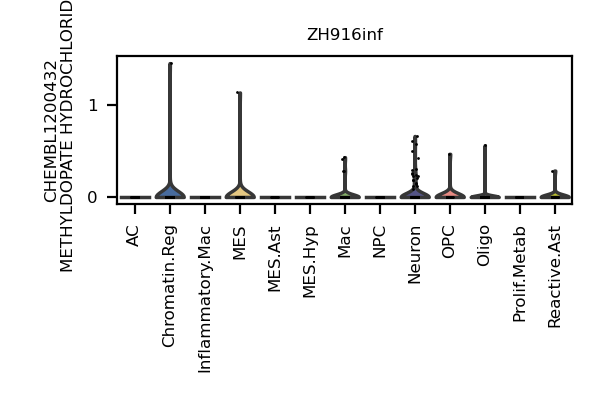 ZH916inf
CHEMBL1200432
METHYLDOPATE HYDROCHLORID
1
0
AC
Chromatin.Reg
Inflammatory.Mac
MES
MES.Ast
MES.Hyp
Mac
NPC
Neuron
OPC
Oligo
Prolif.Metab
Reactive.Ast